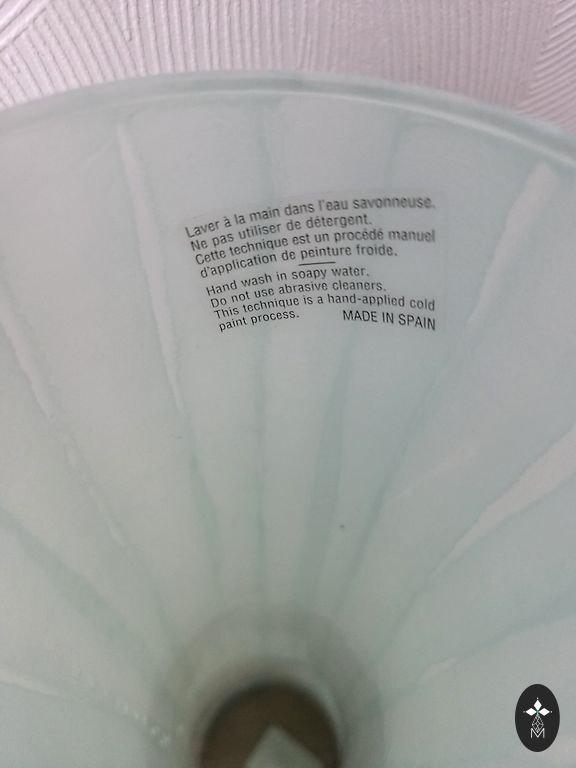 Laver à la main dans l'eau savonneuse.
Ne pas utiliser de détergent.
Cette technique est un procédé manuel
d'application de peinture froide.
Hand wash in soapy water.
Do not use abrasive cleaners.
This technique is a hand-applied cold
paint process. MADE IN SPAIN
M